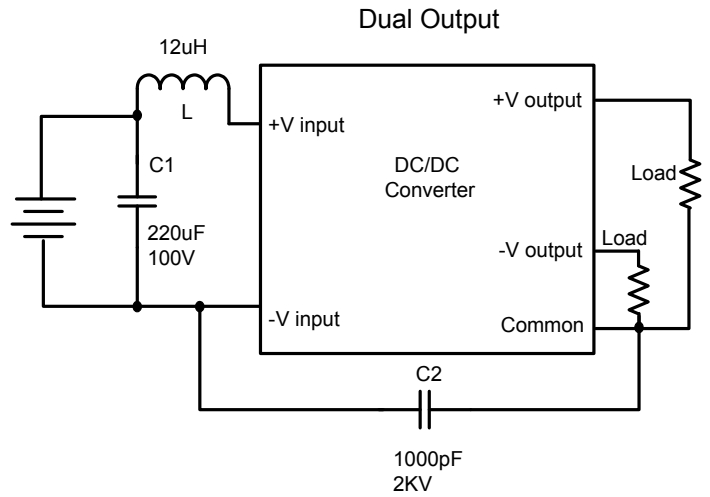 Dual Output
12uH
L
+V input
+V output
C1
DC/DC
Converter
Load
220uF
100V
Load
-V output
-V input
Common
C2
1000pF
2KV